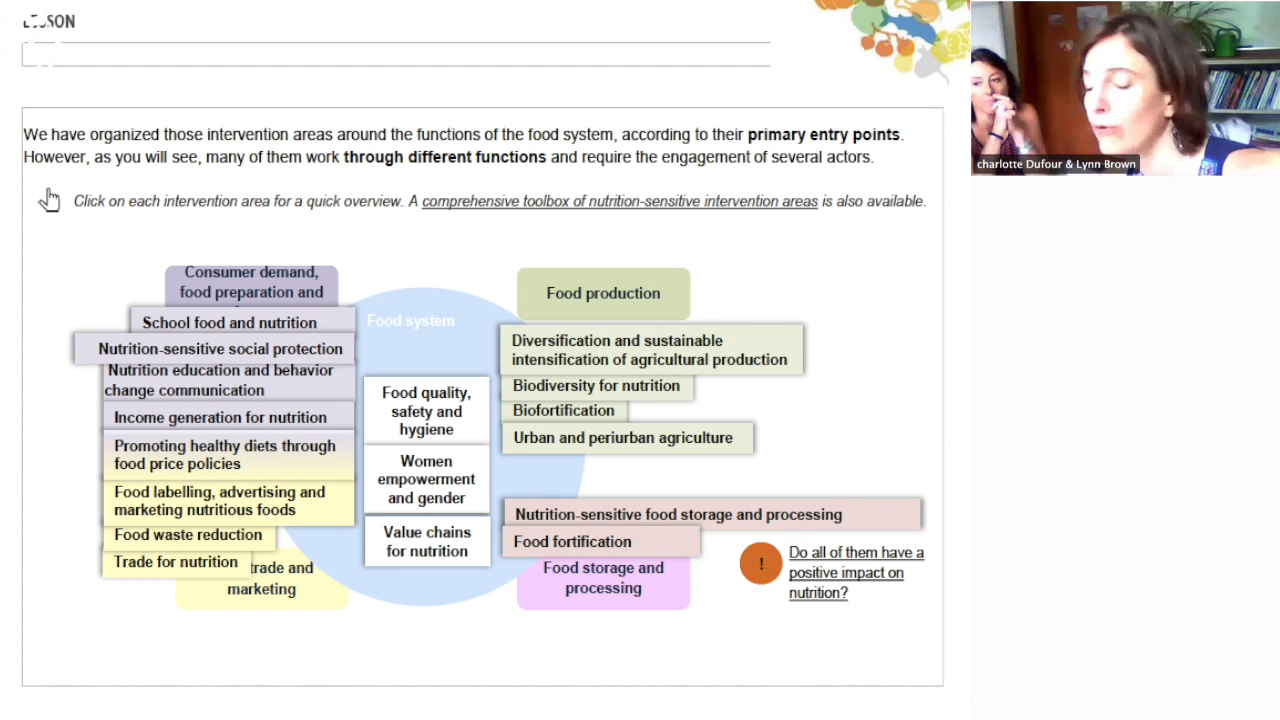 LESSON
We have organized those intervention areas around the functions of the food system, according to their primary entry points.
However, as you will see, many of them work through different functions and require the engagement of several actors.
Click on each intervention area for a quick overview. A comprehensive toolbox of nutrition-sensitive intervention areas is also available.
Consumer demand,
food preparation and
School food and nutrition
Nutrition-sensitive social protection
Nutrition education and behavior
change communication
Income generation for nutrition
Promoting healthy diets through
food price policies
Food labelling, advertising and
marketing nutritious foods
Food waste reduction
Trade for nutrition
trade and
marketing
Food system
Food quality,
safety and
hygiene
Women
empowerment
and gender
Value chains
for nutrition
Food production
Diversification and sustainable
intensification of agricultural production
Biodiversity for nutrition
Biofortification
Urban and periurban agriculture
Nutrition-sensitive food storage and processing
Food fortification
Food storage and
processing
!
Do all of them have a
positive impact on
nutrition?
charlotte Dufour & Lynn Brown